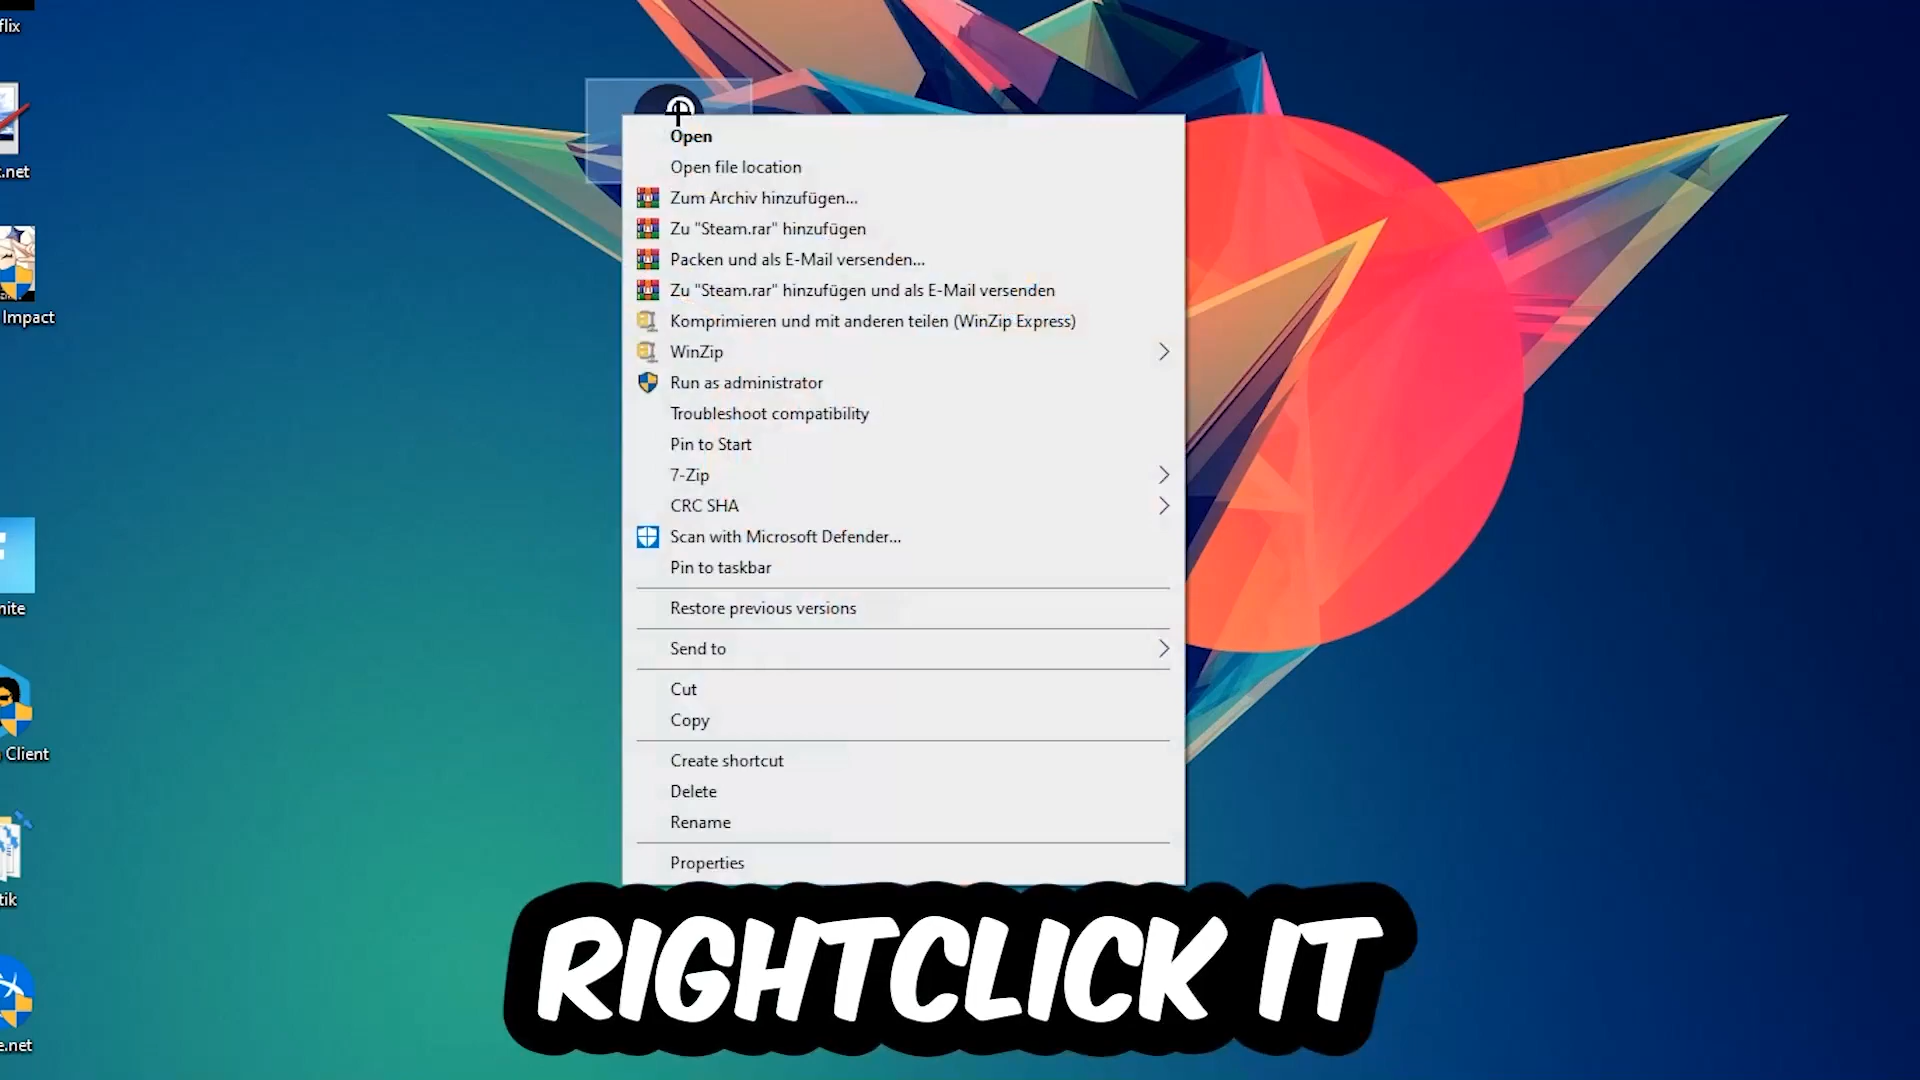 flix
.net
Impact
nite
Client
tik
e.net
Open
Open file location
Zum Archiv hinzufügen...
Zu "Steam.rar" hinzufügen
Packen und als E-Mail versenden...
Zu "Steam.rar" hinzufügen und als E-Mail versenden
Komprimieren und mit anderen teilen (WinZip Express)
WinZip
Run as administrator
Troubleshoot compatibility
Pin to Start
7-Zip
CRC SHA
Scan with Microsoft Defender...
Pin to taskbar
Restore previous versions
Send to
Cut
Copy
Create shortcut
Delete
Rename
Properties
RIGHTCLICK IT